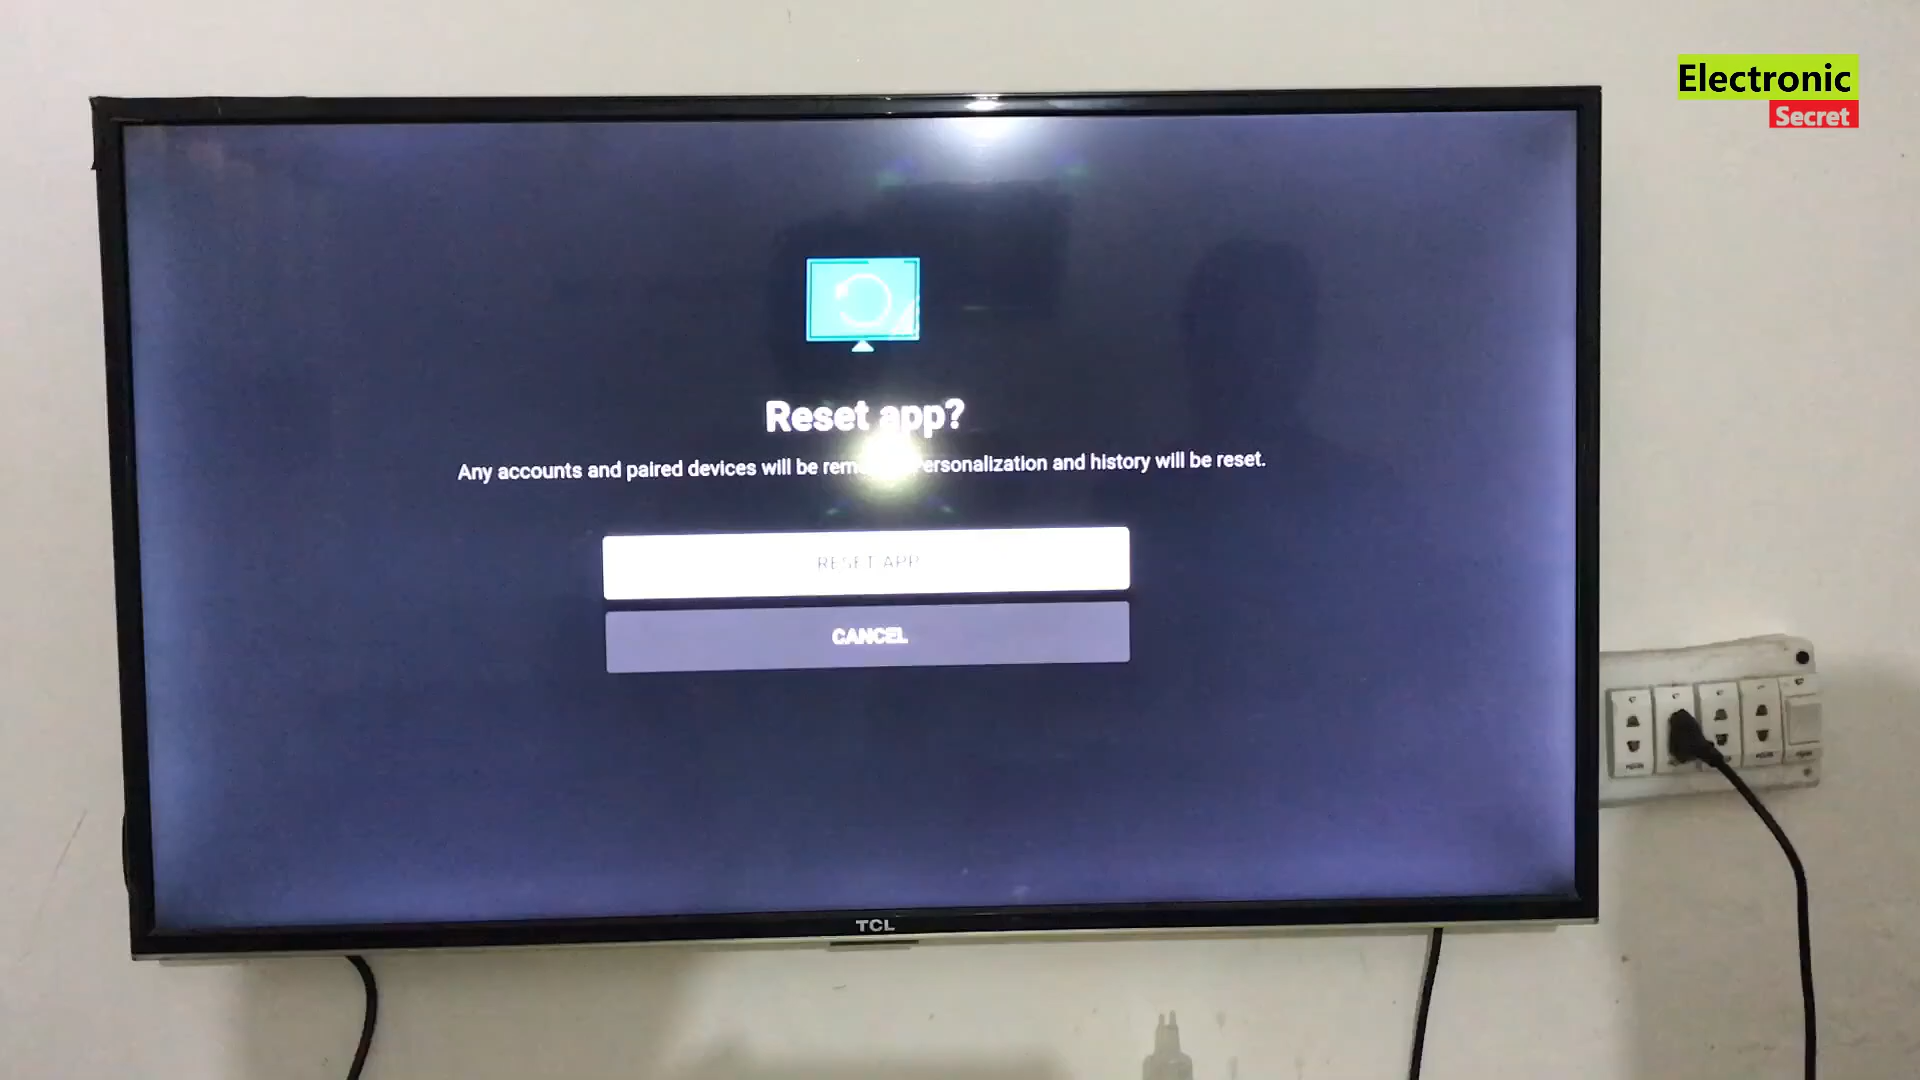 Electronic
Secret
Reset app?
Any accounts and paired devices will be ersonalization and history will be reset.
RESET APP
CANCEL
TCL